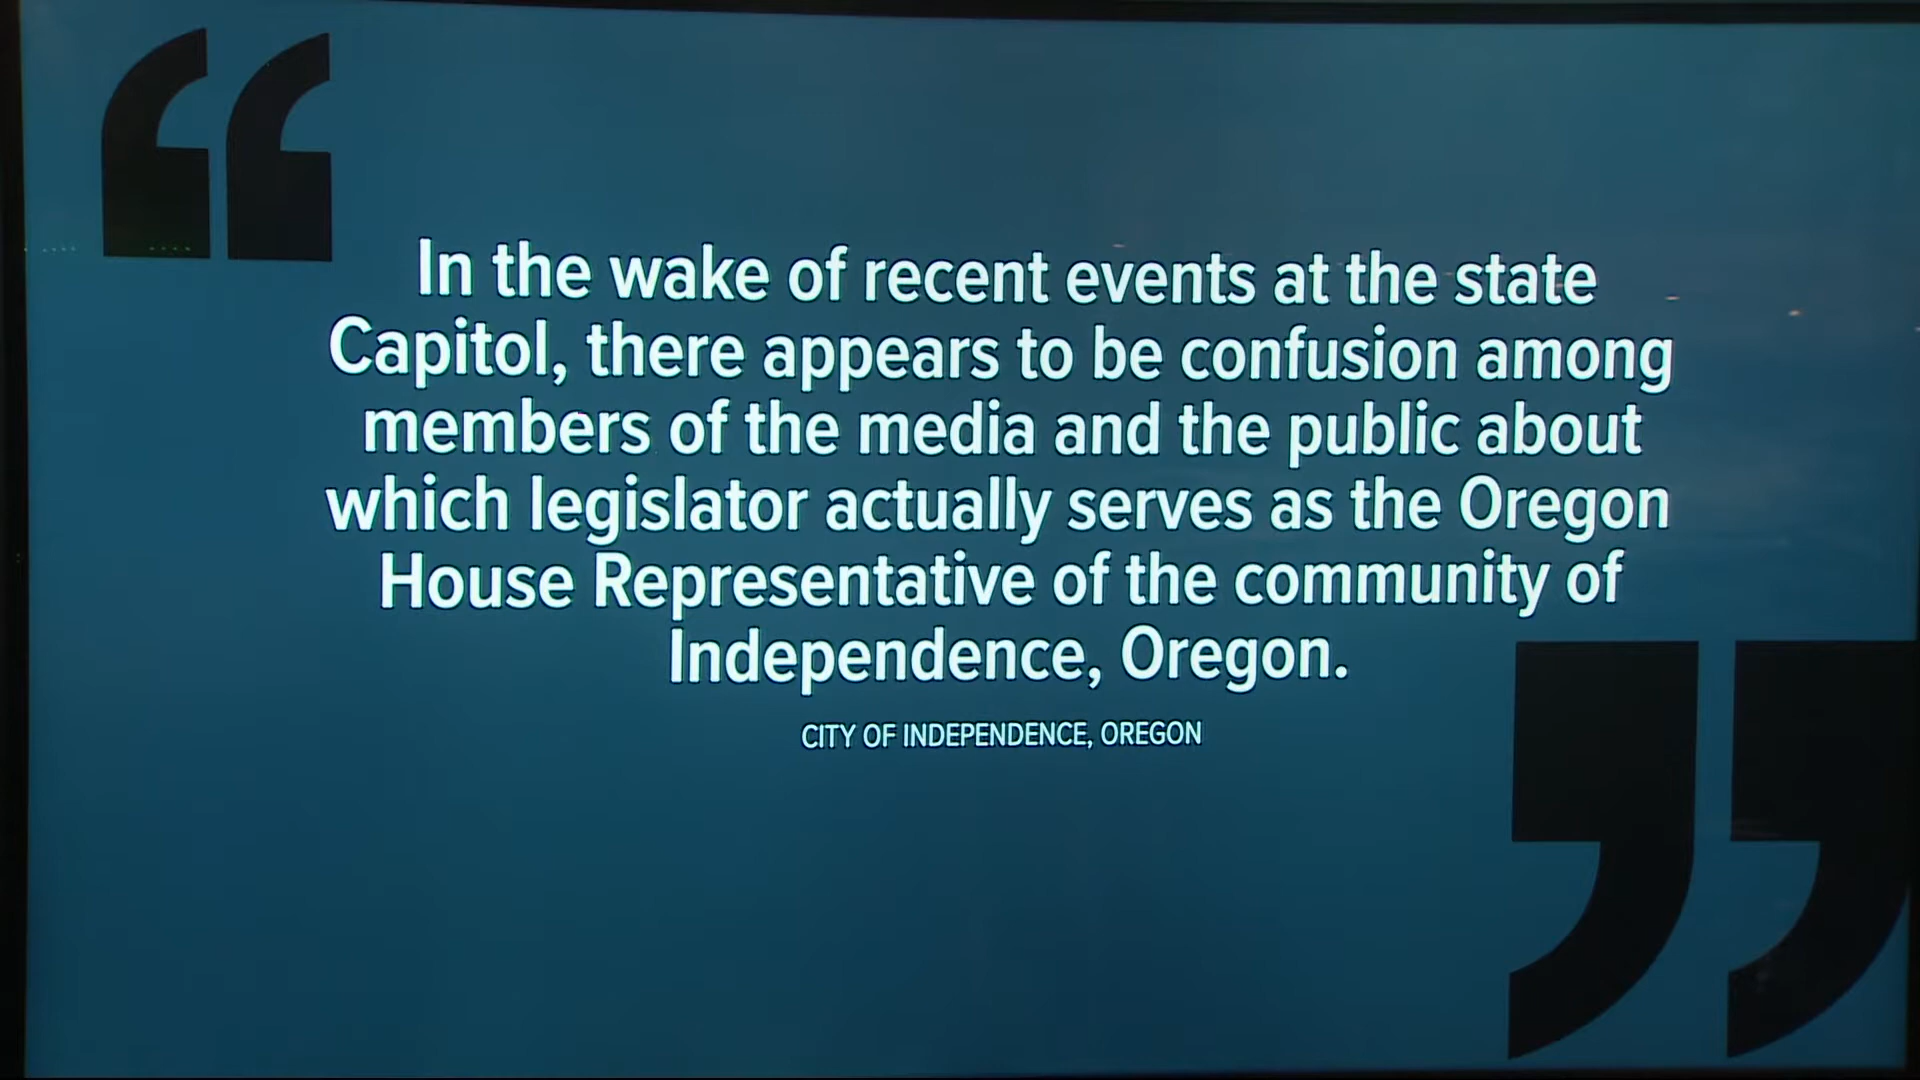 In the wake of recent events at the state
Capitol, there appears to be confusion among
members of the media and the public about
which legislator actually serves as the Oregon
House Representative of the community of
Independence, Oregon.
CITY OF INDEPENDENCE, OREGON